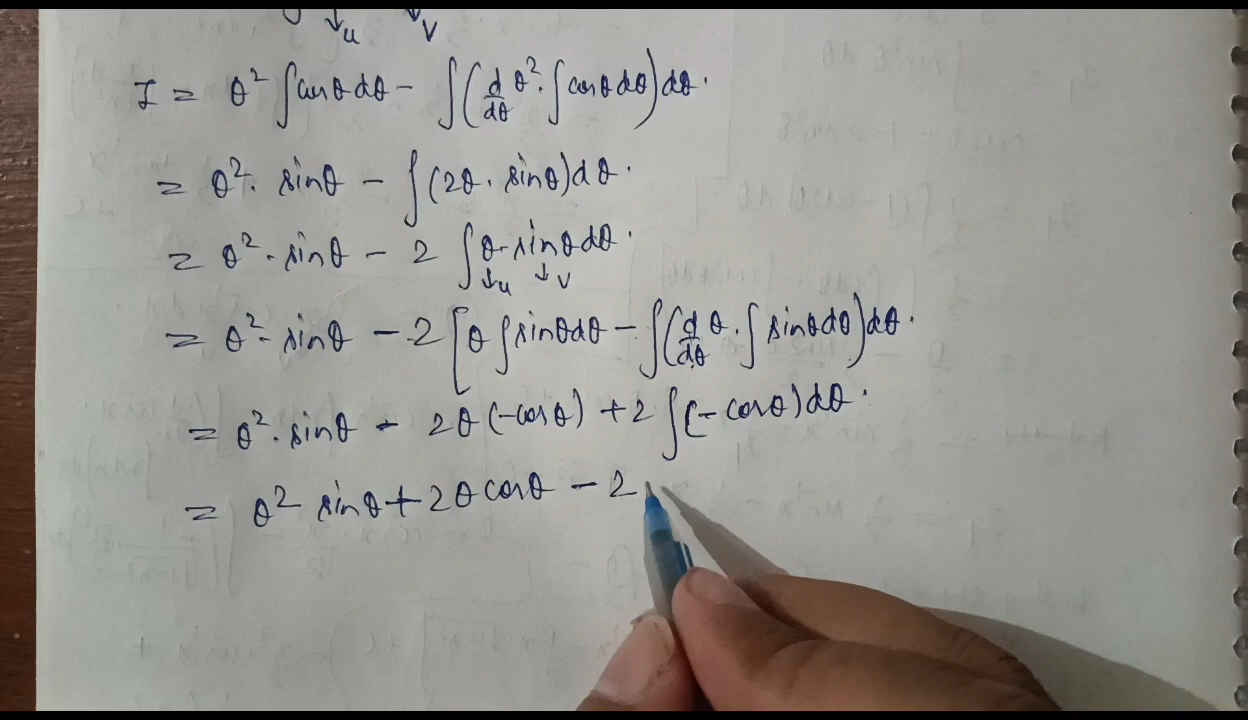 ↓u ↓v
I = θ² ∫cosθ dθ - ∫(d/dθ θ². ∫cosθ dθ)dθ.
= θ². sinθ - ∫(2θ. sinθ)dθ.
= θ². sinθ - 2 ∫θ. sinθ dθ.
↓u ↓v
= θ². sinθ - 2 [θ ∫sinθ dθ - ∫(d/dθ θ. ∫sinθ dθ)dθ.
= θ². sinθ - 2θ (-cosθ) + 2 ∫(-cosθ)dθ.
= θ² sinθ + 2θ cosθ - 2